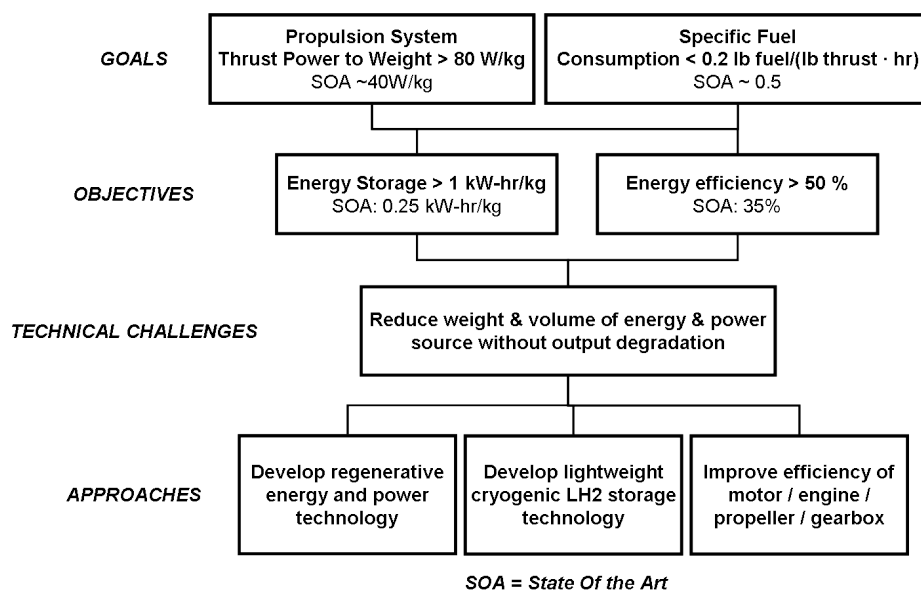 GOALS
Propulsion System
Thrust Power to Weight > 80 W/kg
SOA ~40W/kg
Specific Fuel
Consumption < 0.2 lb fuel/(lb thrust · hr)
SOA ~ 0.5
OBJECTIVES
Energy Storage > 1 kW-hr/kg
SOA: 0.25 kW-hr/kg
Energy efficiency > 50 %
SOA: 35%
TECHNICAL CHALLENGES
Reduce weight & volume of energy & power
source without output degradation
APPROACHES
Develop regenerative
energy and power
technology
Develop lightweight
cryogenic LH2 storage
technology
Improve efficiency of
motor / engine /
propeller / gearbox
SOA = State Of the Art